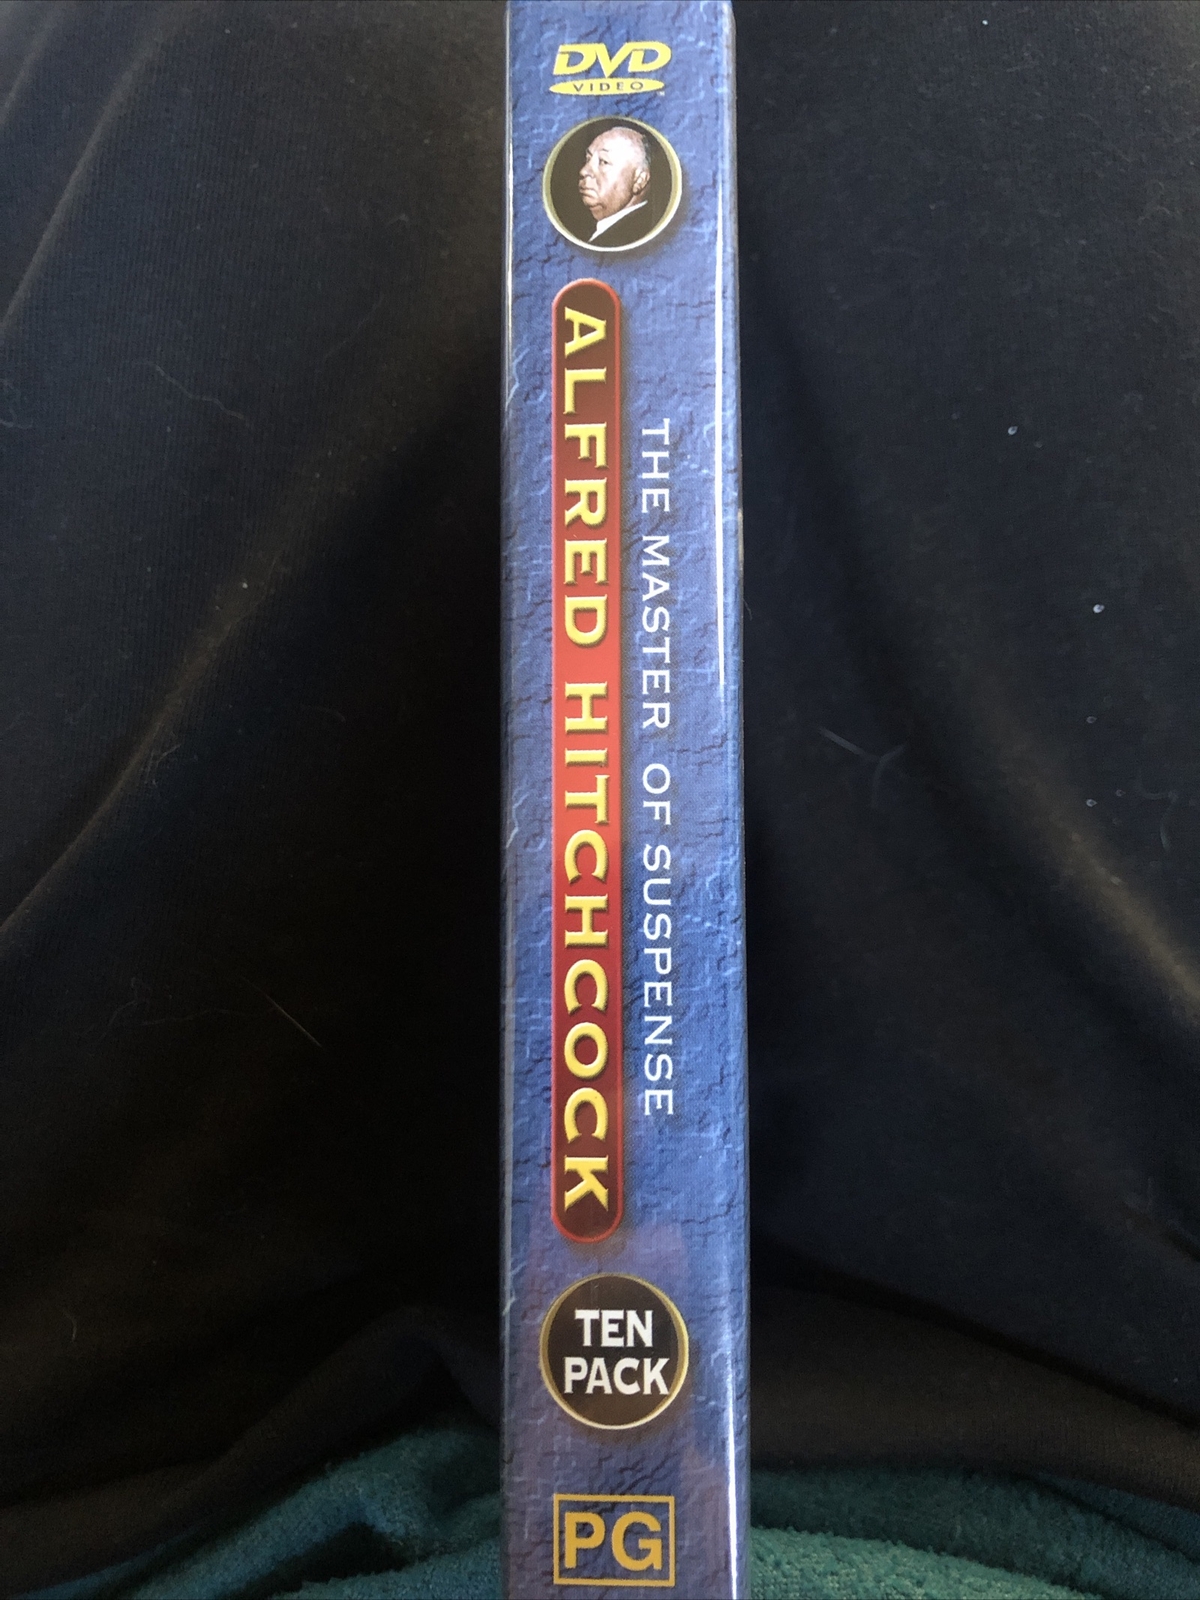 DVD
VIDEO
ALFRED HITCHCOCK
THE MASTER OF SUSPENSE
TEN
PACK
PG